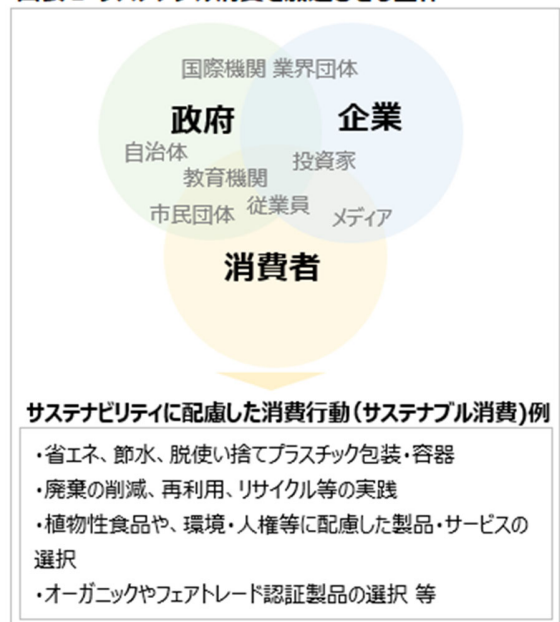 国際機関 業界団体
政府 企業
自治体
投資家
教育機関
市民団体 従業員 メディア
消費者
サステナビリティに配慮した消費行動(サステナブル消費)例
・省エネ、節水、脱使い捨てプラスチック包装・容器
・廃棄の削減、再利用、リサイクル等の実践
・植物性食品や、環境・人権等に配慮した製品・サービスの
選択
・オーガニックやフェアトレード認証製品の選択 等